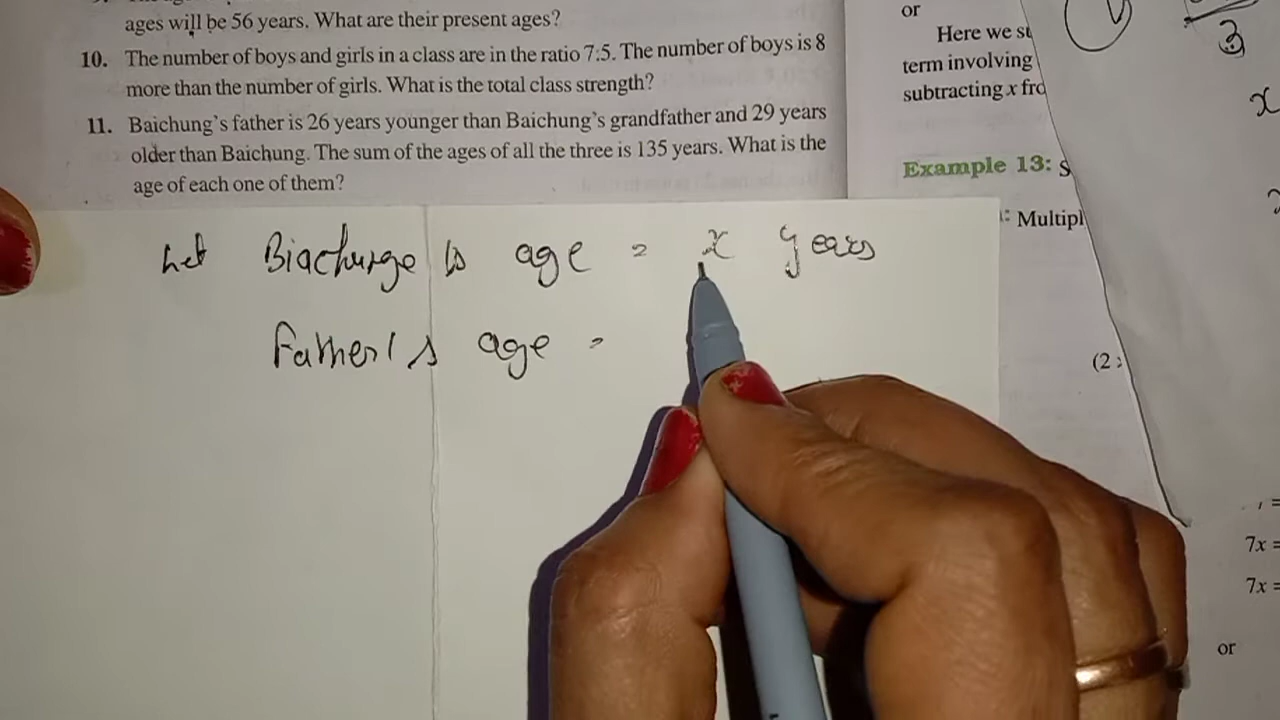 ages will be 56 years. What are their present ages?
10. The number of boys and girls in a class are in the ratio 7:5. The number of boys is 8
more than the number of girls. What is the total class strength?
11. Baichung's father is 26 years younger than Baichung's grandfather and 29 years
older than Baichung. The sum of the ages of all the three is 135 years. What is the
age of each one of them?
Let Biachurge is age = x years
Father's age =
or
Here we
term involving
subtracting x
Example 13:
3
x
(2
7x =
7x =
or